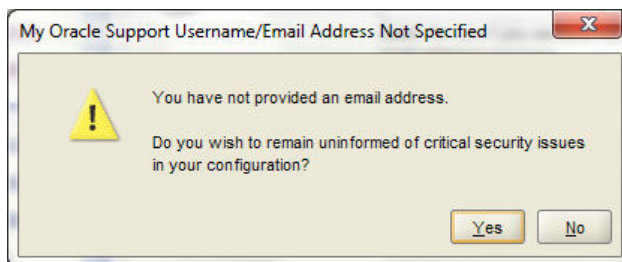 My Oracle Support Username/Email Address Not Specified
You have not provided an email address.
Do you wish to remain uninformed of critical security issues
in your configuration?
Yes No